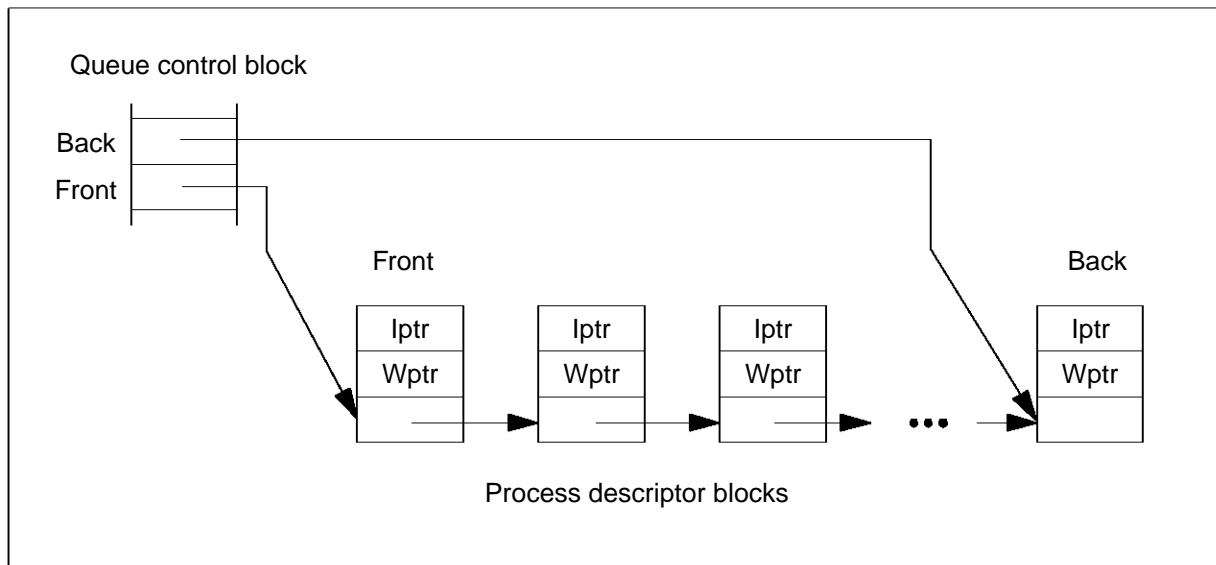 Queue control block
Back
Front
Front
Back
Iptr
Iptr
Iptr
Iptr
Wptr
Wptr
Wptr
Wptr
Process descriptor blocks